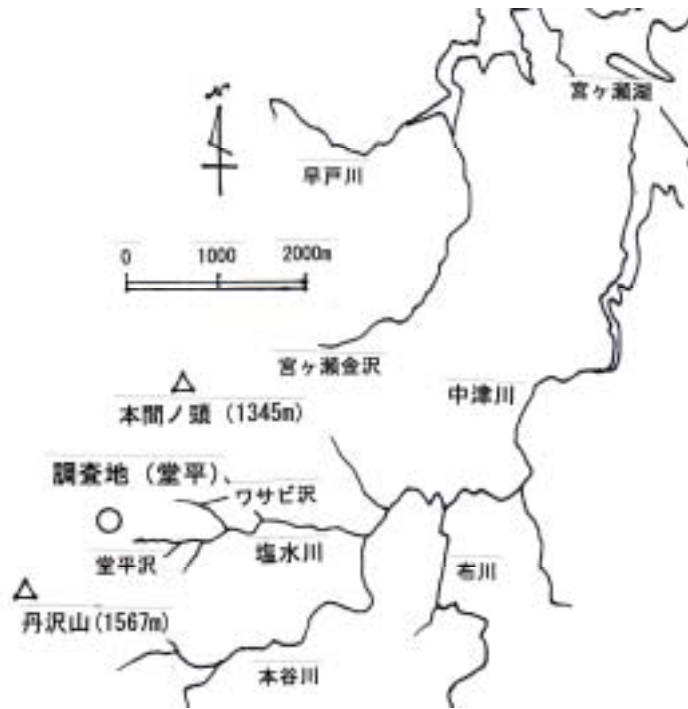 宮ヶ瀬湖
N
早戸川
0 1000 2000m
宮ヶ瀬金沢
中津川
本間ノ頭 (1345m)
調査地 (堂平)
ワサビ沢
堂平沢
塩水川
布川
丹沢山 (1567m)
本谷川